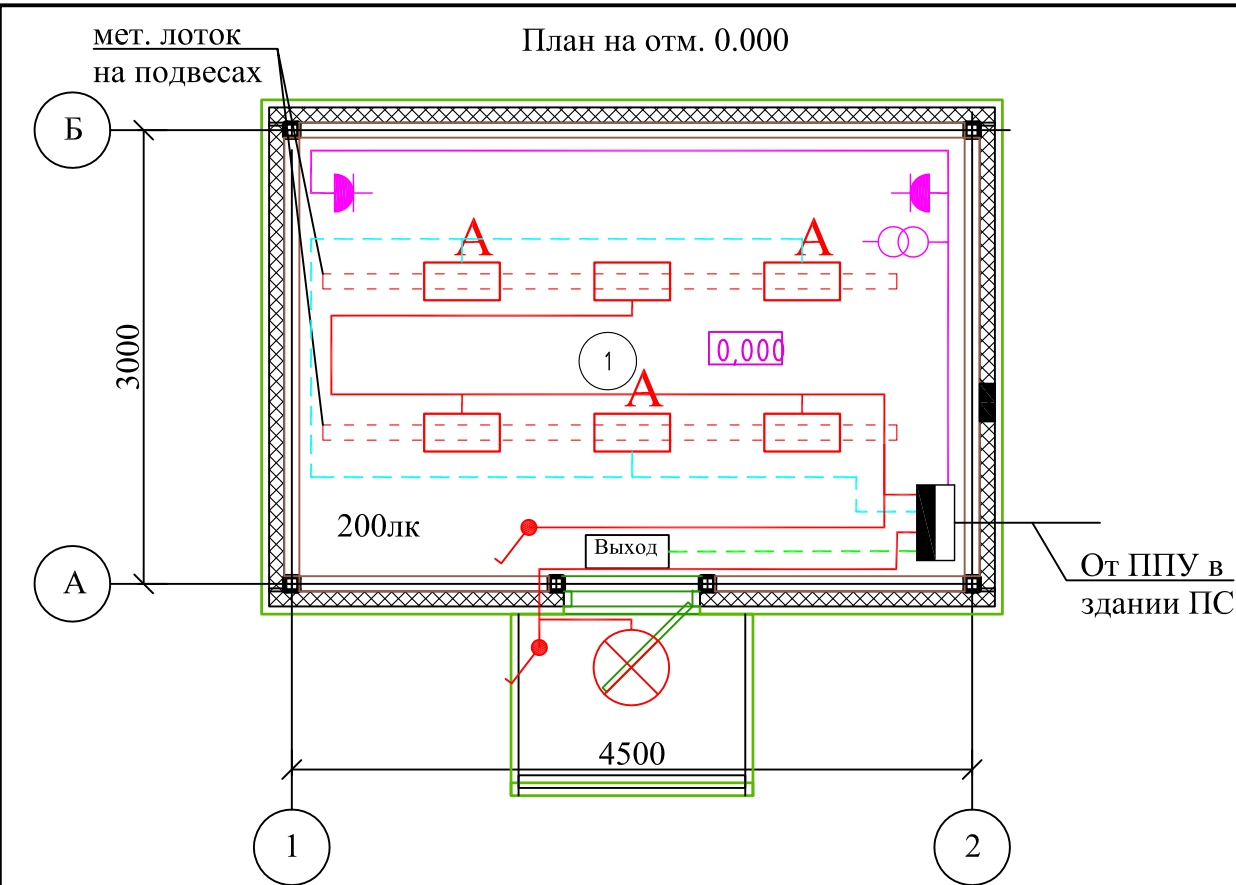 мет. лоток
на подвесах
План на отм. 0.000
Б
А
А
3000
1
0,000
А
200лк
Выход
А
От ППУ в
здании ПС
4500
1
2